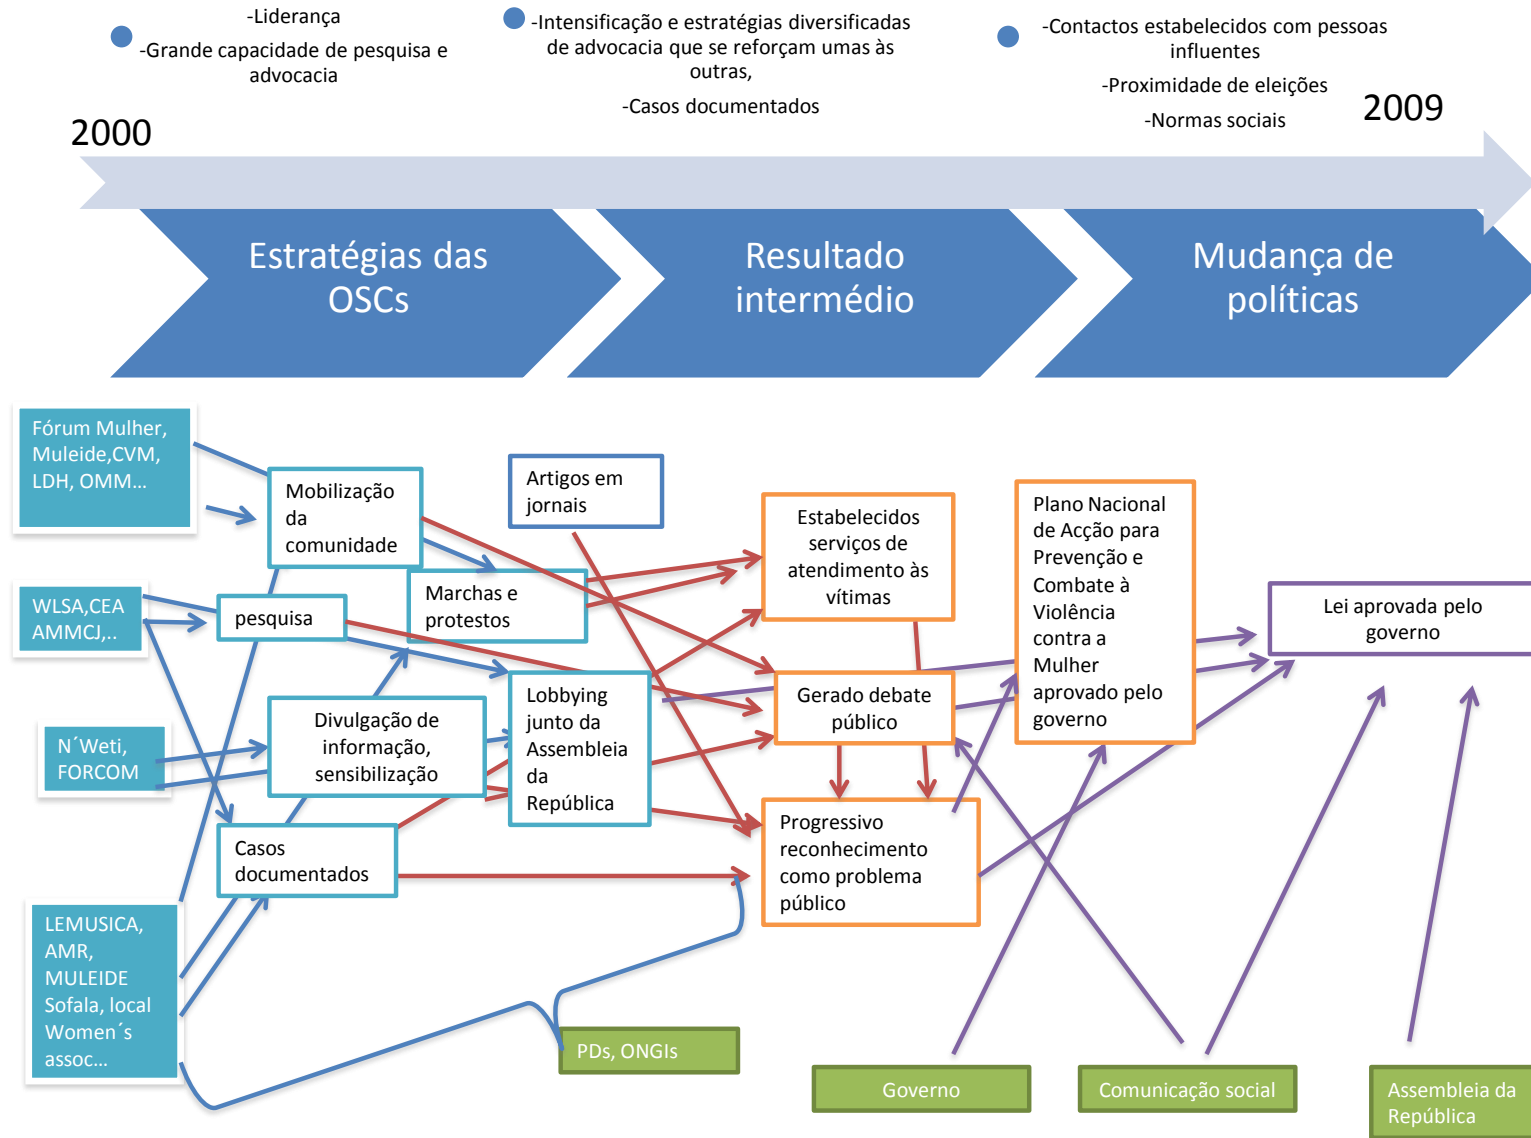 -Liderança
-Grande capacidade de pesquisa e
advocacia
-Intensificação e estratégias diversificadas
de advocacia que se reforçam umas às
outras,
-Casos documentados
-Contactos estabelecidos com pessoas
influentes
-Proximidade de eleições
-Normas sociais
2000
2009
Estratégias das
OSCs
Resultado
intermédio
Mudança de
políticas
Fórum Mulher,
Muleide,CVM,
LDH, OMM...
WLSA,CEA
AMMCJ,..
N´Weti,
FORCOM
LEMUSICA,
AMR,
MULEIDE
Sofala, local
Women´s
assoc...
Mobilização
da
comunidade
pesquisa
Marchas e
protestos
Divulgação de
informação,
sensibilização
Casos
documentados
Artigos em
jornais
Lobbying
junto da
Assembleia
da
República
Estabelecidos
serviços de
atendimento às
vítimas
Gerado debate
público
Progressivo
reconhecimento
como problema
público
Plano Nacional
de Acção para
Prevenção e
Combate à
Violência
contra a
Mulher
aprovado pelo
governo
Lei aprovada pelo
governo
PDs, ONGIs
Governo
Comunicação social
Assembleia da
República